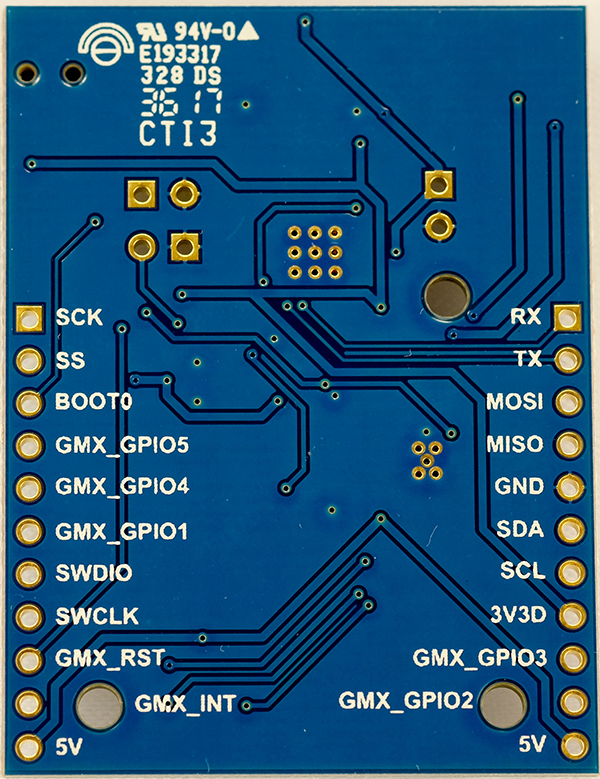 94V-0
E193317
328 DS
3617
CTI3
SCK
SS
BOOT0
GMX_GPIO5
GMX_GPIO4
GMX_GPIO1
SWDIO
SWCLK
GMX_RST
GMX_INT
5V
RX
TX
MOSI
MISO
GND
SDA
SCL
3V3D
GMX_GPIO3
GMX_GPIO2
5V